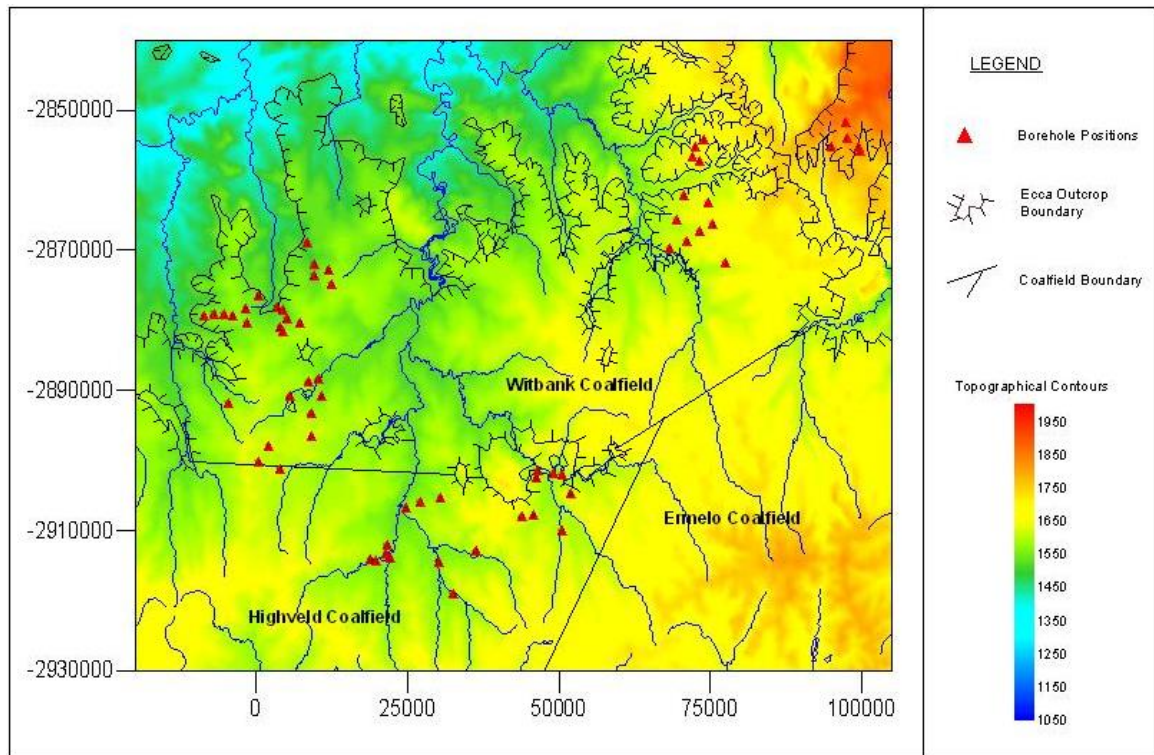 -2850000
-2870000
-2890000
-2910000
-2930000
0
25000
50000
75000
100000
Witbank Coalfield
Ermelo Coalfield
Highveld Coalfield
LEGEND
Borehole Positions
Ecca Outcrop
Boundary
Coalfield Boundary
Topographical Contours
1950
1850
1750
1650
1550
1450
1350
1250
1150
1050